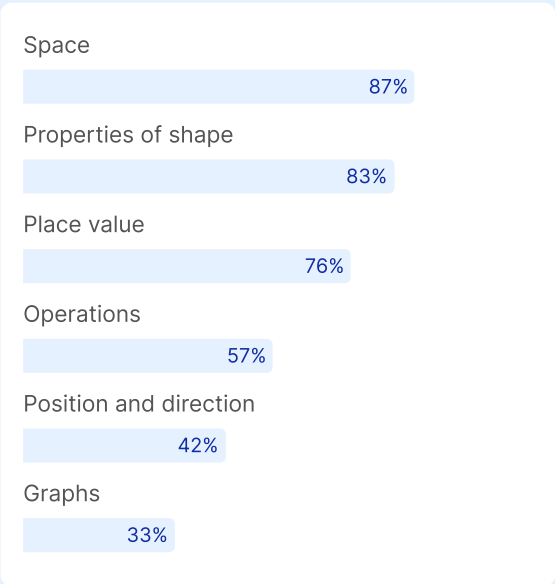 Space
87%
Properties of shape
83%
Place value
76%
Operations
57%
Position and direction
42%
Graphs
33%